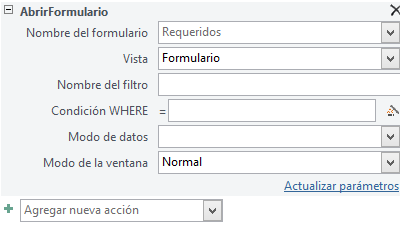 AbrirFormulario
Nombre del formulario Requeridos
Vista Formulario
Nombre del filtro
Condición WHERE =
Modo de datos
Modo de la ventana Normal
Actualizar parámetros
Agregar nueva acción